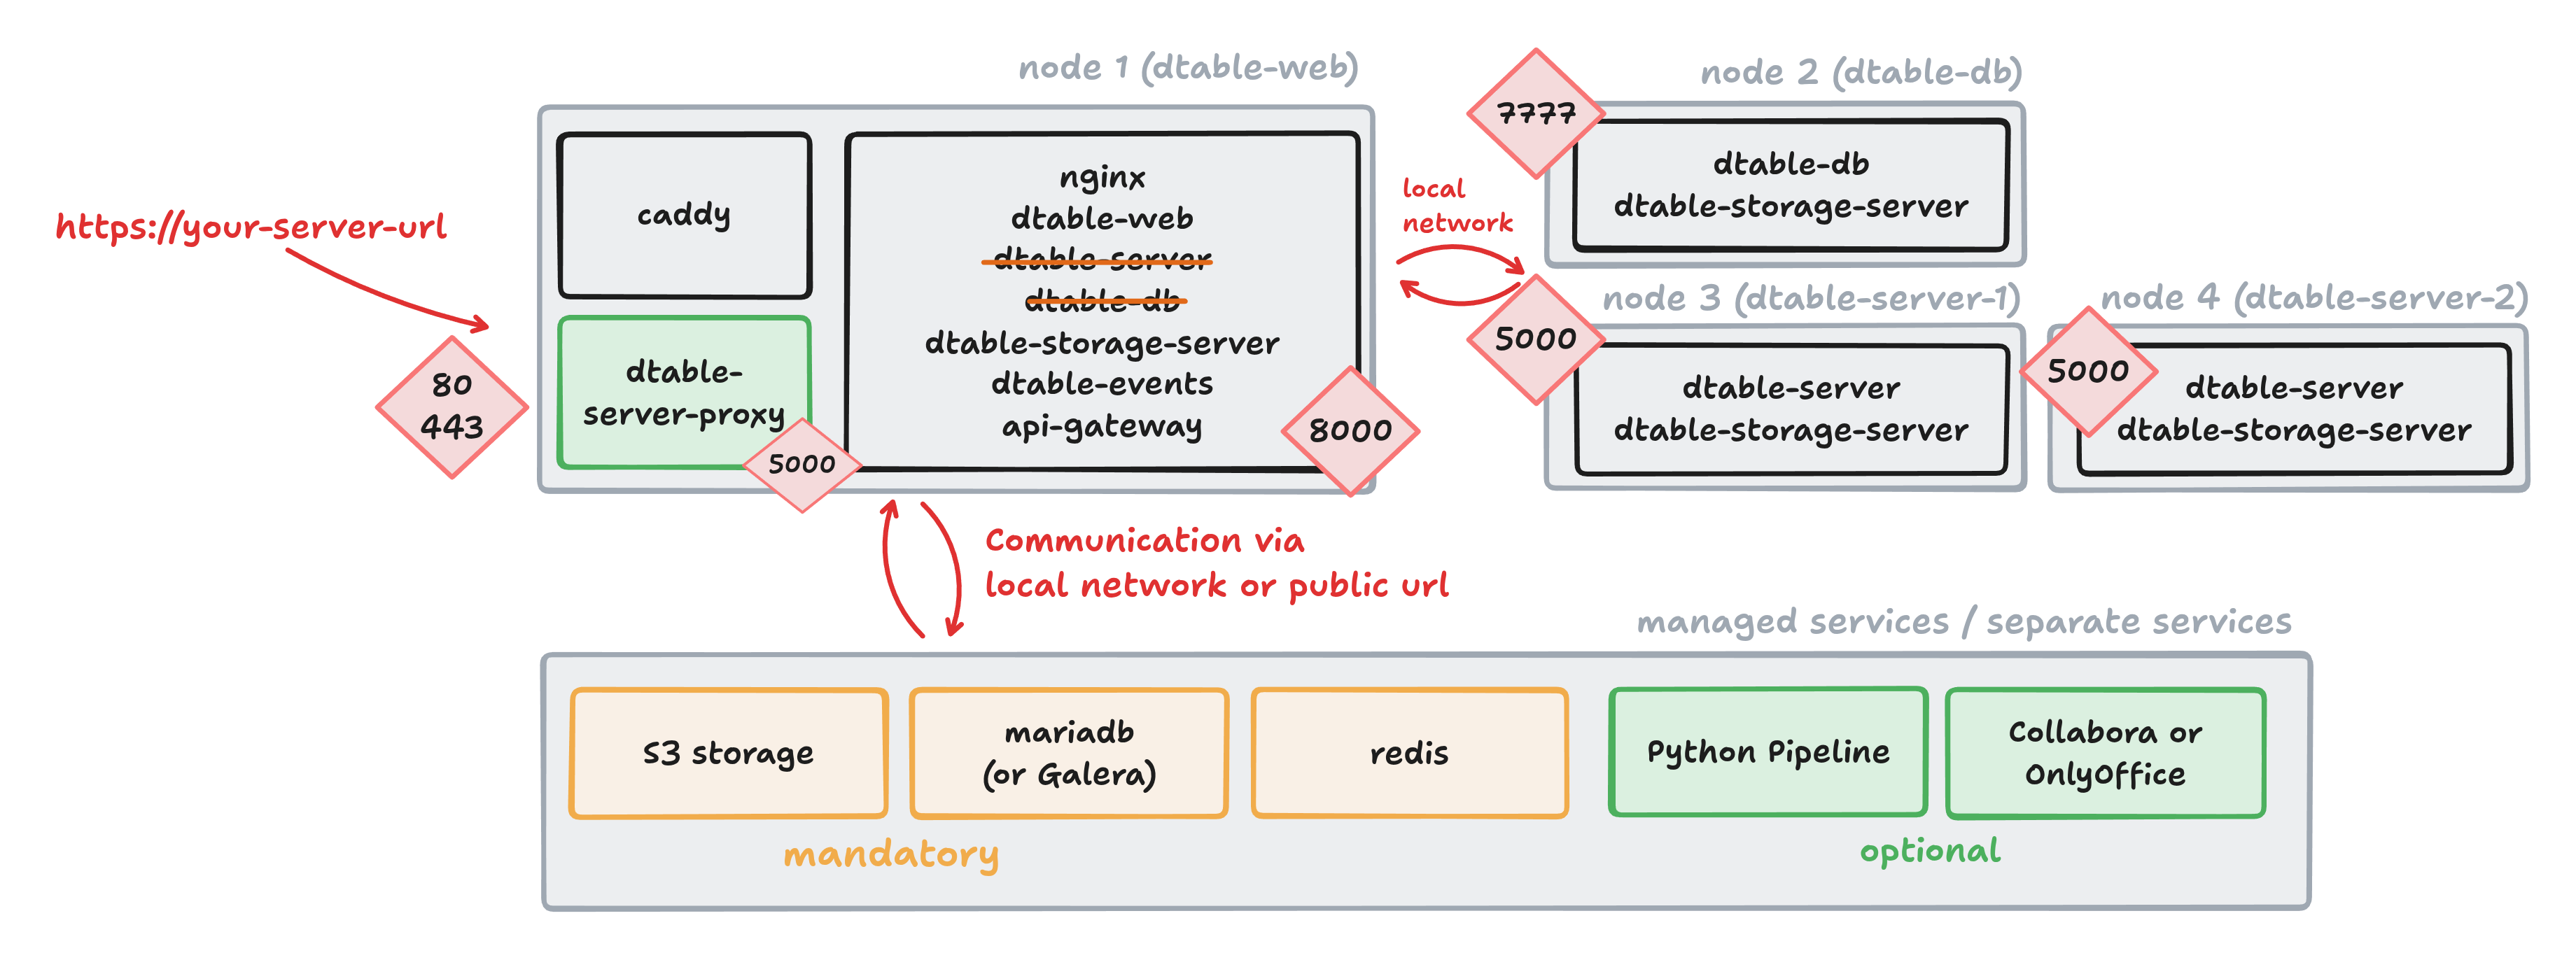 node 1 (dtable-web)
node 2 (dtable-db)
7777
dtable-db
dtable-storage-server
caddy
nginx
dtable-web
dtable-server
dtable-db
dtable-storage-server
dtable-events
api-gateway
8000
https://your-server-url
80
443
dtable-
server-proxy
5000
local
network
node 3 (dtable-server-1)
5000
dtable-server
dtable-storage-server
node 4 (dtable-server-2)
5000
dtable-server
dtable-storage-server
Communication via
local network or public url
managed services / separate services
S3 storage
mariadb
(or Galera)
redis
Python Pipeline
Collabora or
OnlyOffice
mandatory
optional